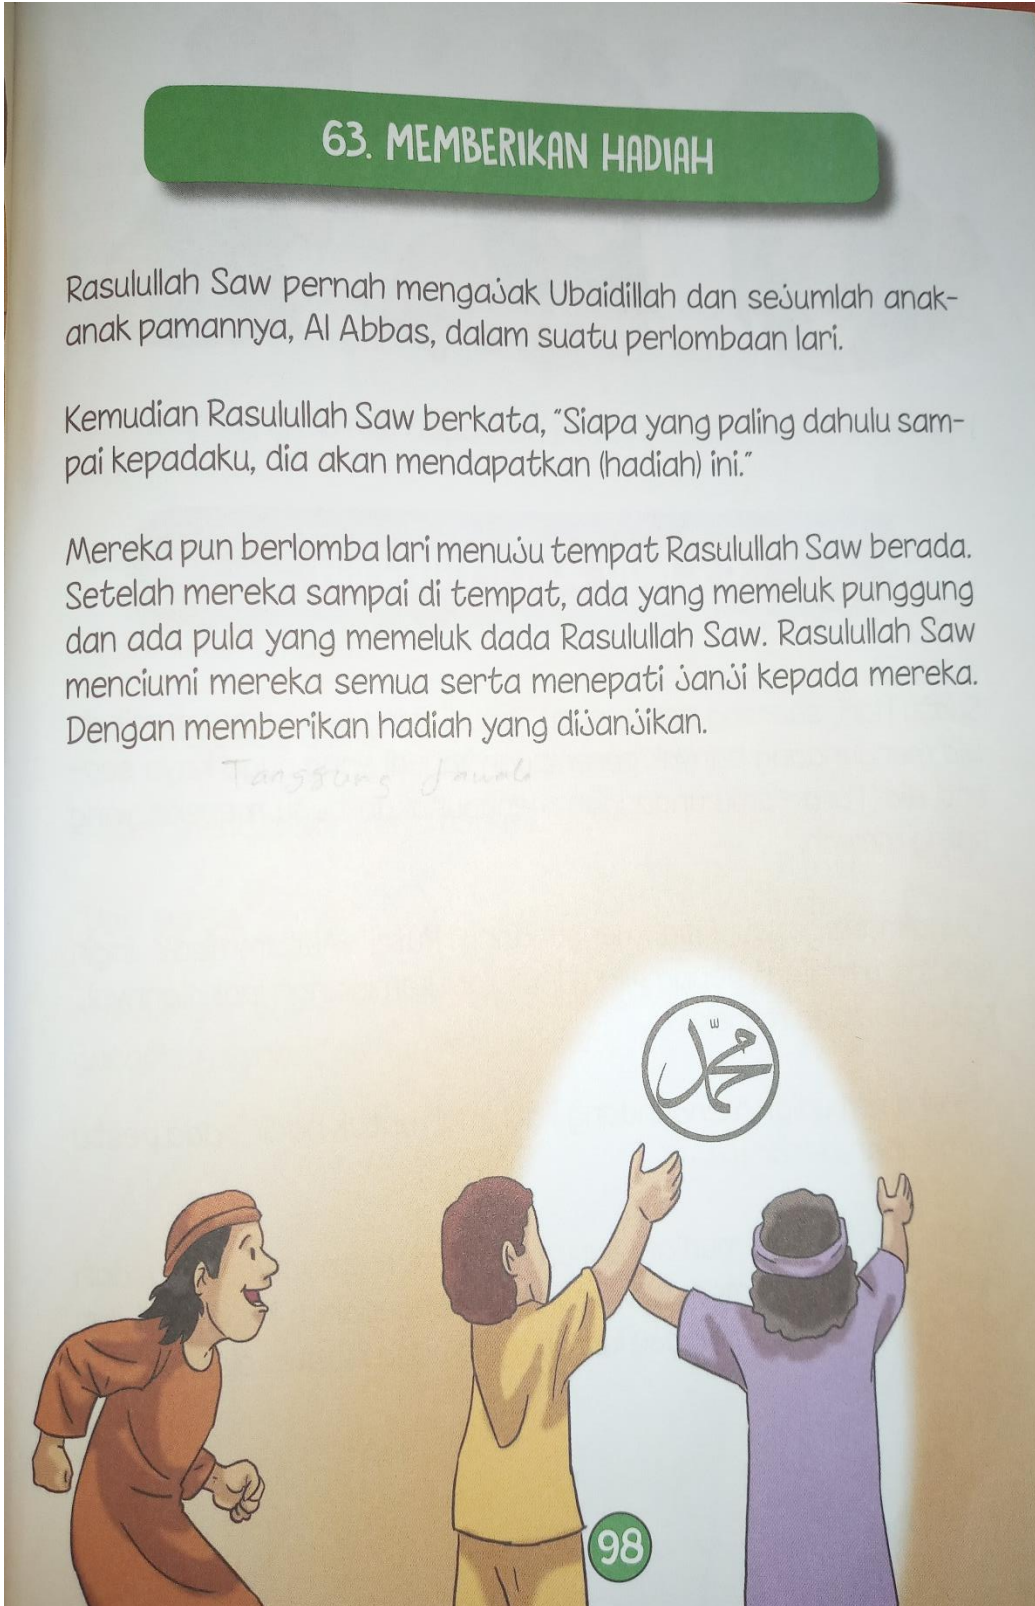 63. MEMBERIKAN HADIAH
Rasulullah Saw pernah mengajak Ubaidillah dan sejumlah anak-
anak pamannya, Al Abbas, dalam suatu perlombaan lari.
Kemudian Rasulullah Saw berkata, "Siapa yang paling dahulu sam-
pai kepadaku, dia akan mendapatkan (hadiah) ini."
Mereka pun berlomba lari menuju tempat Rasulullah Saw berada.
Setelah mereka sampai di tempat, ada yang memeluk punggung
dan ada pula yang memeluk dada Rasulullah Saw. Rasulullah Saw
menciumi mereka semua serta menepati janji kepada mereka.
Dengan memberikan hadiah yang dijanjikan.
Tanggung Jawab
محمّد
98